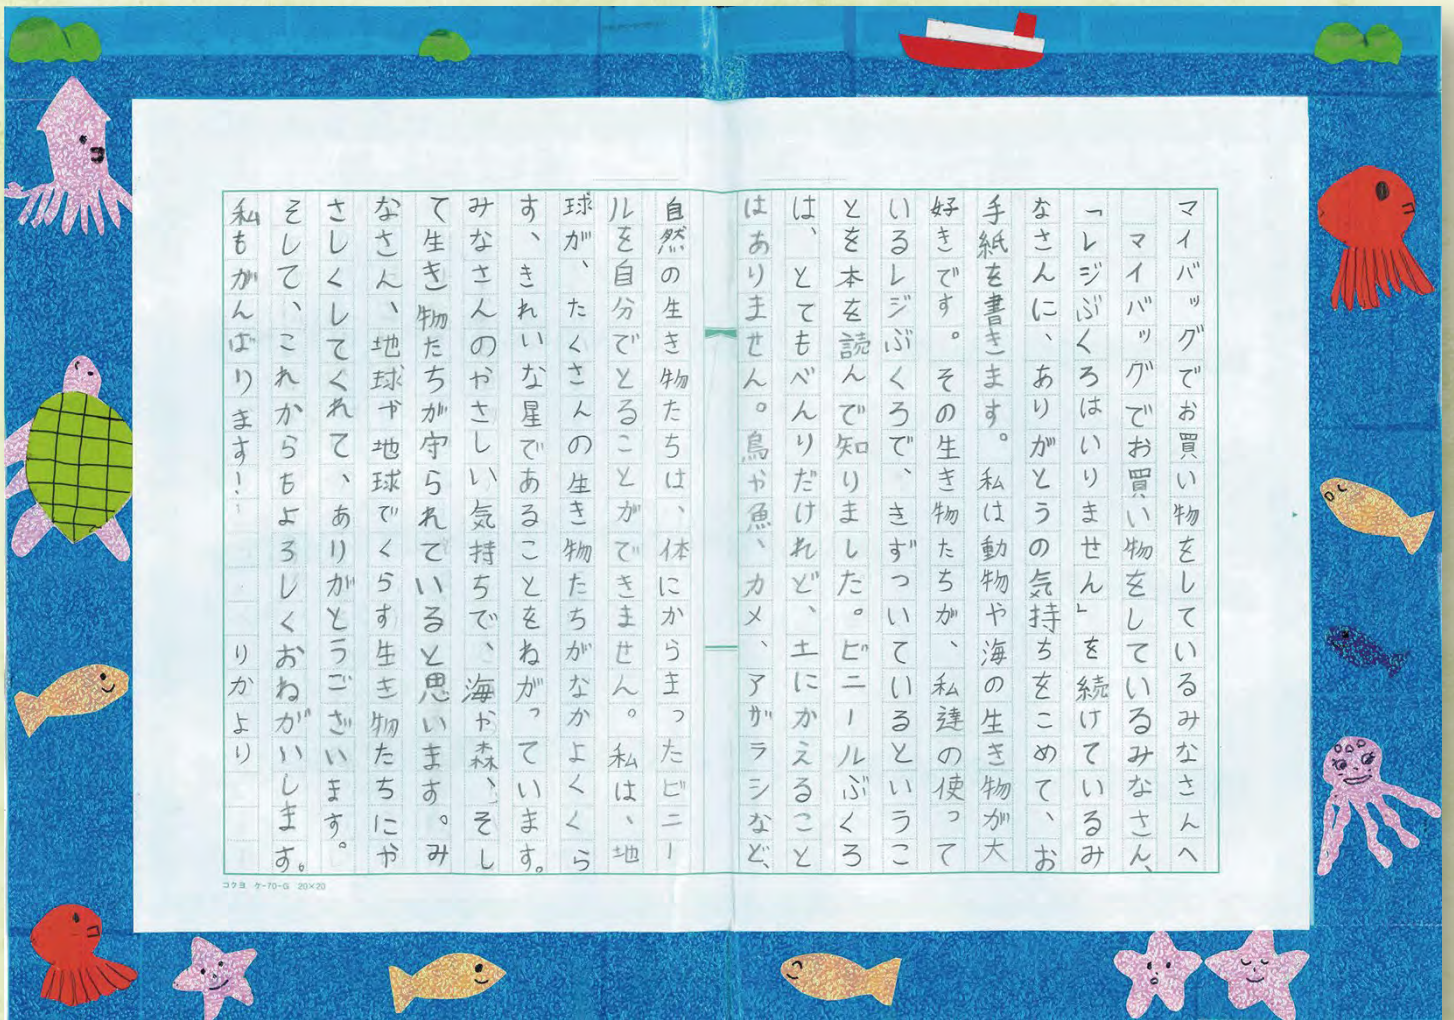 マイバッグでお買い物をしているみなさんへ
マイバッグでお買い物をしているみなさん、
「レジぶくろはいりません」を続けているみ
なさんに、ありがとうの気持ちをこめて、お
手紙を書きます。私は動物や海の生き物が大
好きです。その生き物たちが、私達の使って
いるレジぶくろで、きずついているというこ
とを本を読んで知りました。ビニールぶくろ
は、とてもべんりだけれど、土にかえること
はありません。鳥や魚、カメ、アザラシなど、
自然の生き物たちは、体にからまったビニー
ルを自分でとることができません。私は、地
球が、たくさんの生き物たちがなかよくくら
す、きれいな星であることをねがっています。
みなさんのやさしい気持ちで、海や森、そし
て生き物たちが守られていると思います。み
なさん、地球や地球でくらす生き物たちにや
さしくしてくれて、ありがとうございます。
そして、これからもよろしくおねがいします。
私もがんばります! りかより
コクヨ ケ-70-G 20×20